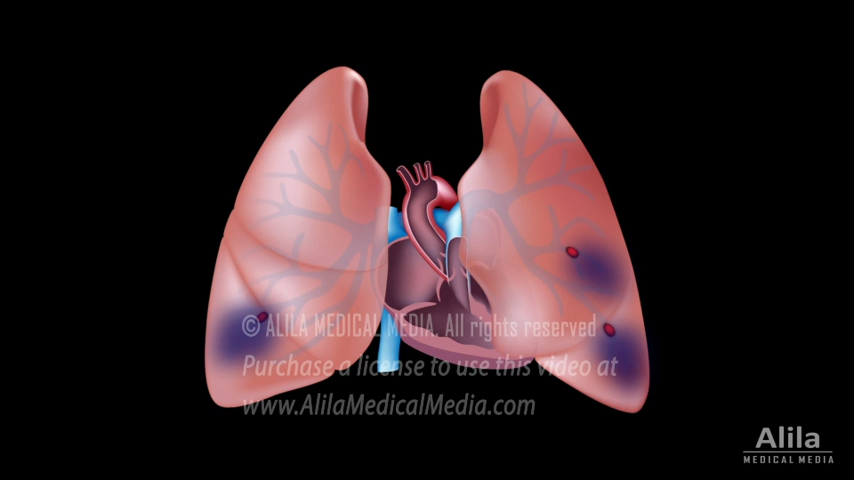 © ALILA MEDICAL MEDIA. All rights reserved
Purchase a license to use this video at
www.AlilaMedicalMedia.com
Alila
MEDICAL MEDIA